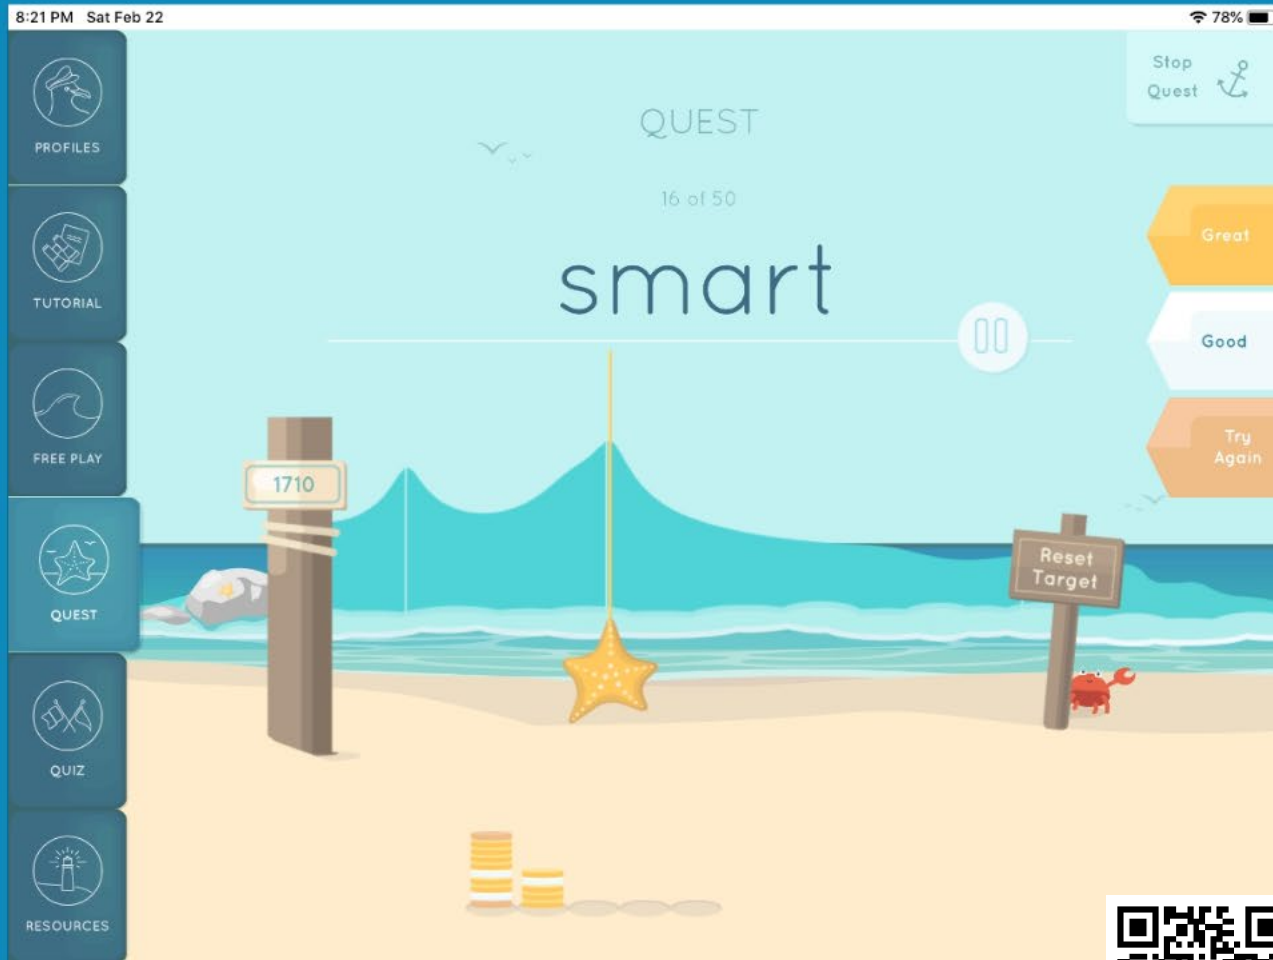 8:21 PM Sat Feb 22
78%
PROFILES
TUTORIAL
FREE PLAY
QUEST
QUIZ
RESOURCES
QUEST
16 of 50
smart
1710
Stop
Quest
Great
Good
Try
Again
Reset
Target